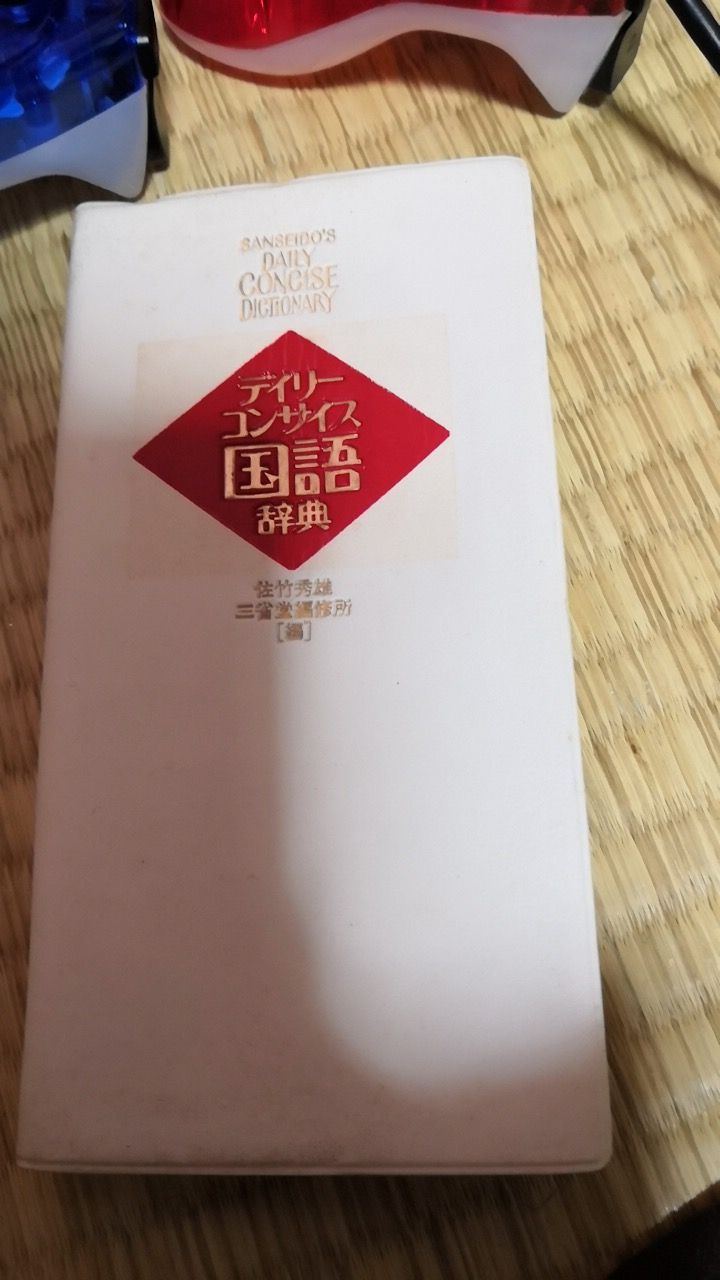 SANSEIDO'S
DAILY
CONCISE
DICTIONARY
デイリー
コンサイス
国語
辞典
佐竹秀雄
三省堂編修所
[編]